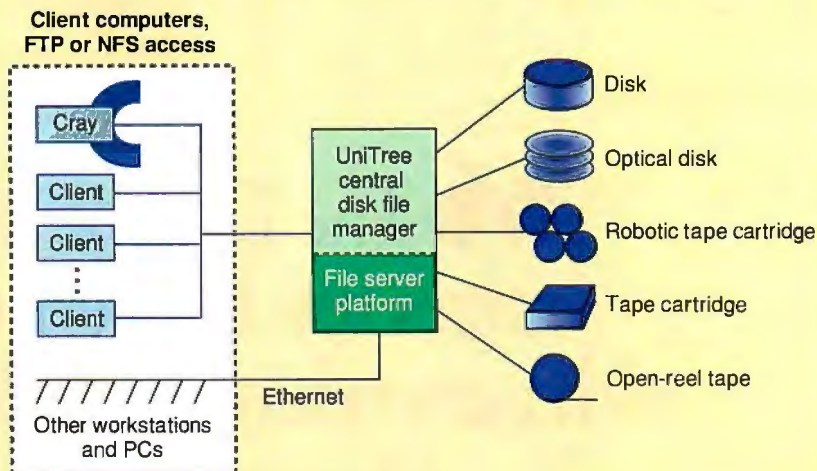 Client computers,
FTP or NFS access
Cray
Client
Client
Client
Other workstations
and PCs
Ethernet
UniTree
central
disk file
manager
File server
platform
Disk
Optical disk
Robotic tape cartridge
Tape cartridge
Open-reel tape